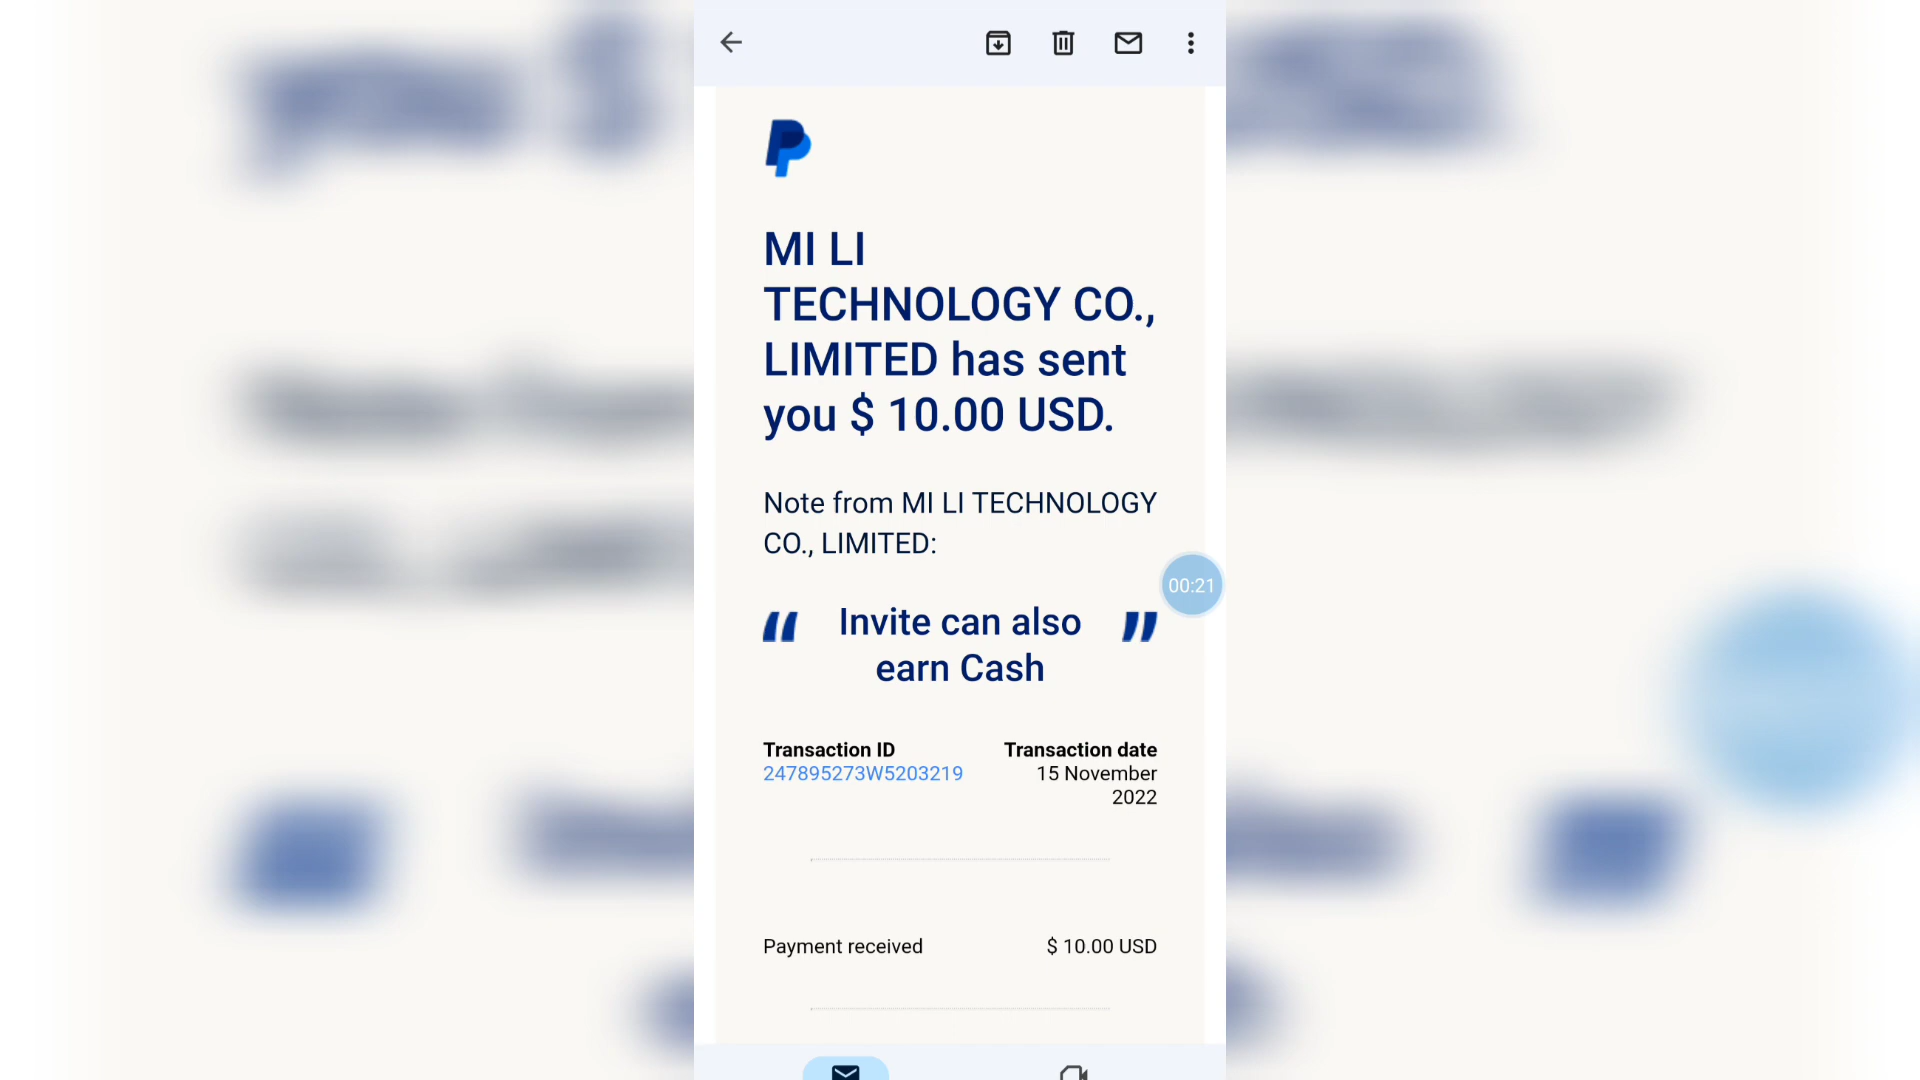 MI LI
TECHNOLOGY CO.,
LIMITED has sent
you $ 10.00 USD.
Note from MI LI TECHNOLOGY
CO., LIMITED:
00:21
“ Invite can also ”
earn Cash
Transaction ID Transaction date
247895273W5203219 15 November
2022
Payment received $ 10.00 USD